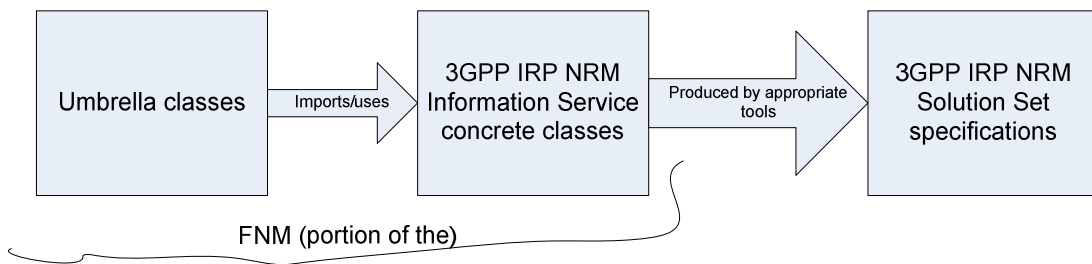 Umbrella classes
Imports/uses
3GPP IRP NRM
Information Service
concrete classes
Produced by appropriate
tools
3GPP IRP NRM
Solution Set
specifications
FNM (portion of the)